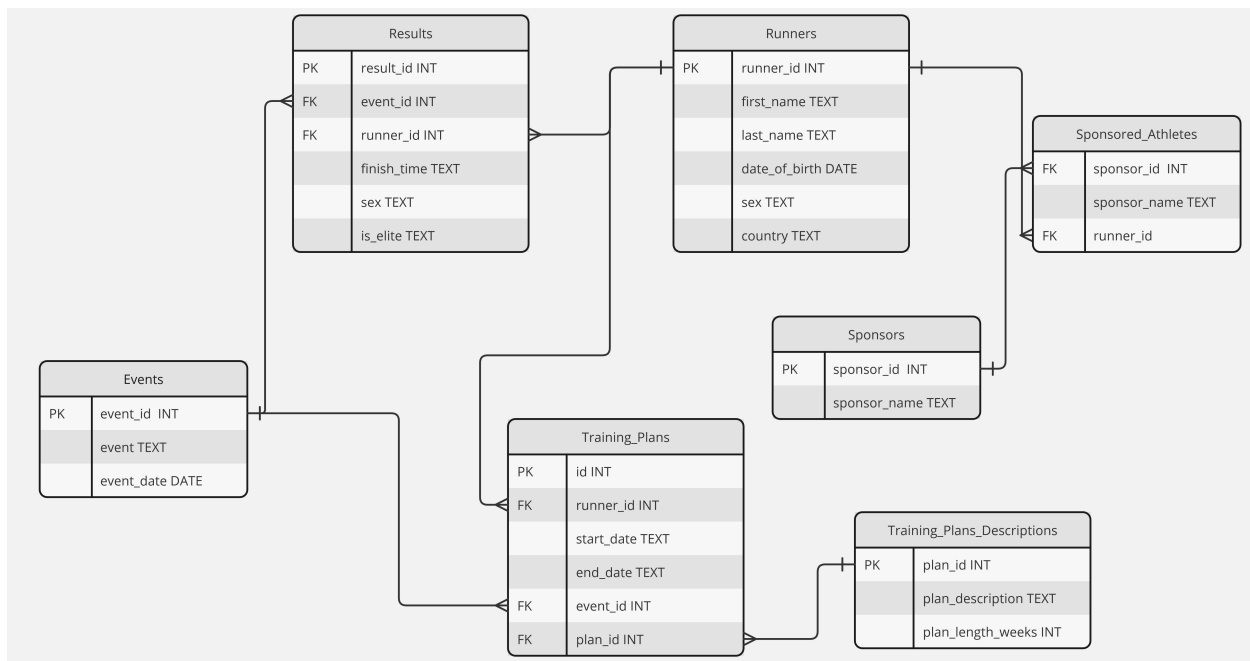 Results
PK result_id INT
FK event_id INT
FK runner_id INT
finish_time TEXT
sex TEXT
is_elite TEXT
Runners
PK runner_id INT
first_name TEXT
last_name TEXT
date_of_birth DATE
sex TEXT
country TEXT
Sponsored_Athletes
FK sponsor_id INT
sponsor_name TEXT
FK runner_id
Sponsors
PK sponsor_id INT
sponsor_name TEXT
Events
PK event_id INT
event TEXT
event_date DATE
Training_Plans
PK id INT
FK runner_id INT
start_date TEXT
end_date TEXT
FK event_id INT
FK plan_id INT
Training_Plans_Descriptions
PK plan_id INT
plan_description TEXT
plan_length_weeks INT